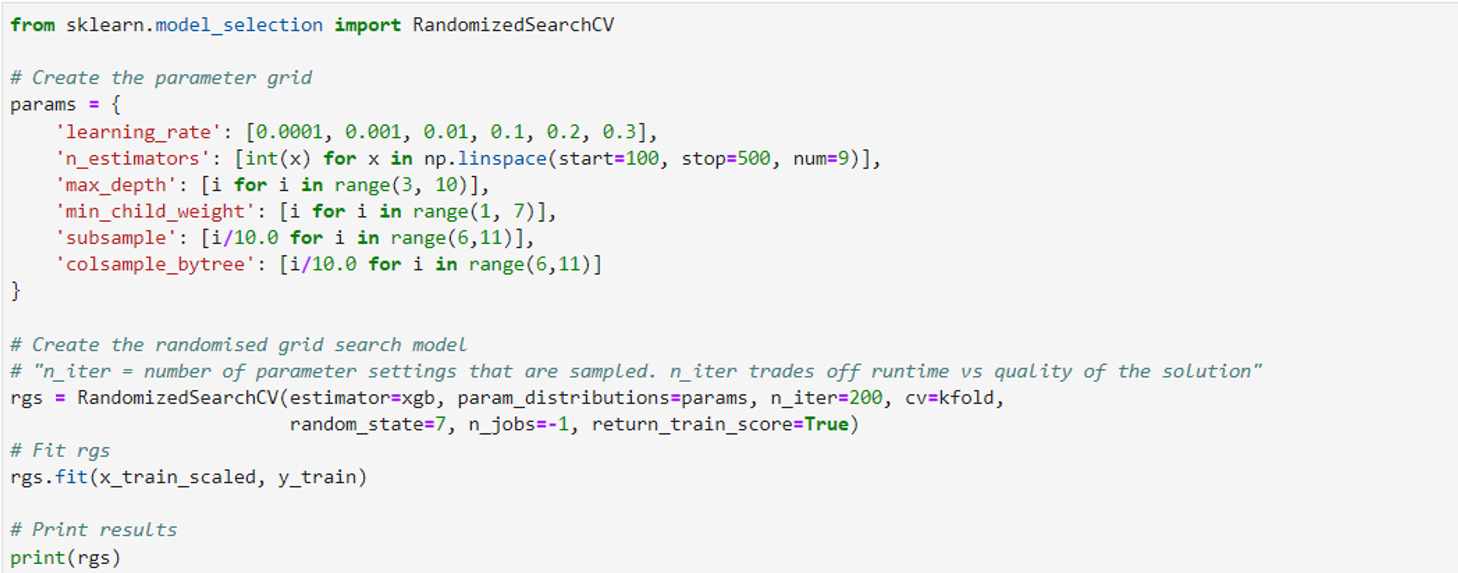 from sklearn.model_selection import RandomizedSearchCV
# Create the parameter grid
params = {
    'learning_rate': [0.0001, 0.001, 0.01, 0.1, 0.2, 0.3],
    'n_estimators': [int(x) for x in np.linspace(start=100, stop=500, num=9)],
    'max_depth': [i for i in range(3, 10)],
    'min_child_weight': [i for i in range(1, 7)],
    'subsample': [i/10.0 for i in range(6,11)],
    'colsample_bytree': [i/10.0 for i in range(6,11)]
}
# Create the randomised grid search model
# "n_iter = number of parameter settings that are sampled. n_iter trades off runtime vs quality of the solution"
rgs = RandomizedSearchCV(estimator=xgb, param_distributions=params, n_iter=200, cv=kfold,
                         random_state=7, n_jobs=-1, return_train_score=True)
# Fit rgs
rgs.fit(x_train_scaled, y_train)
# Print results
print(rgs)